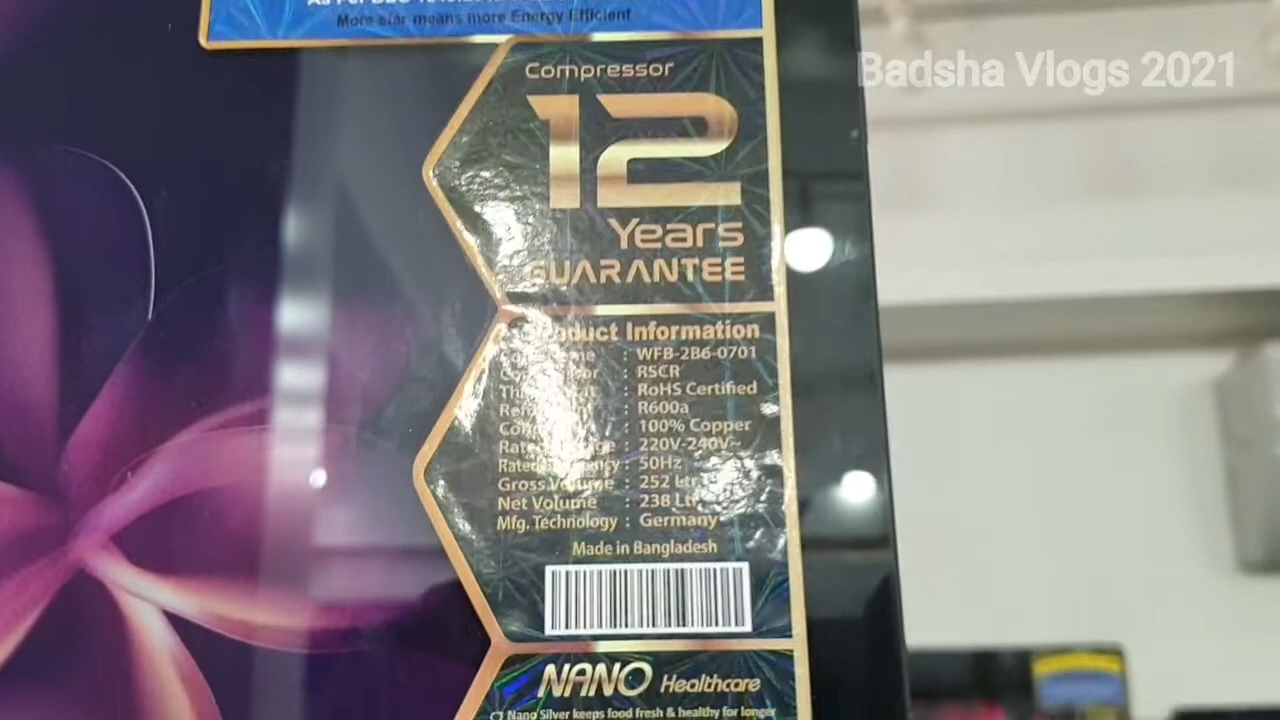 More star means more Energy Efficient
Badsha Vlogs 2021
Compressor
12
Years
GUARANTEE
Product Information
: WFB-2B6-0701
: RSCR
: RoHS Certified
: R600a
: 100% Copper
Rated : 220V-240V~
Rated : 50Hz
Gross Volume : 252 Ltr
Net Volume : 238 Ltr
Mfg. Technology : Germany
Made in Bangladesh
NANO Healthcare
Nano Silver keeps food fresh & healthy for longer